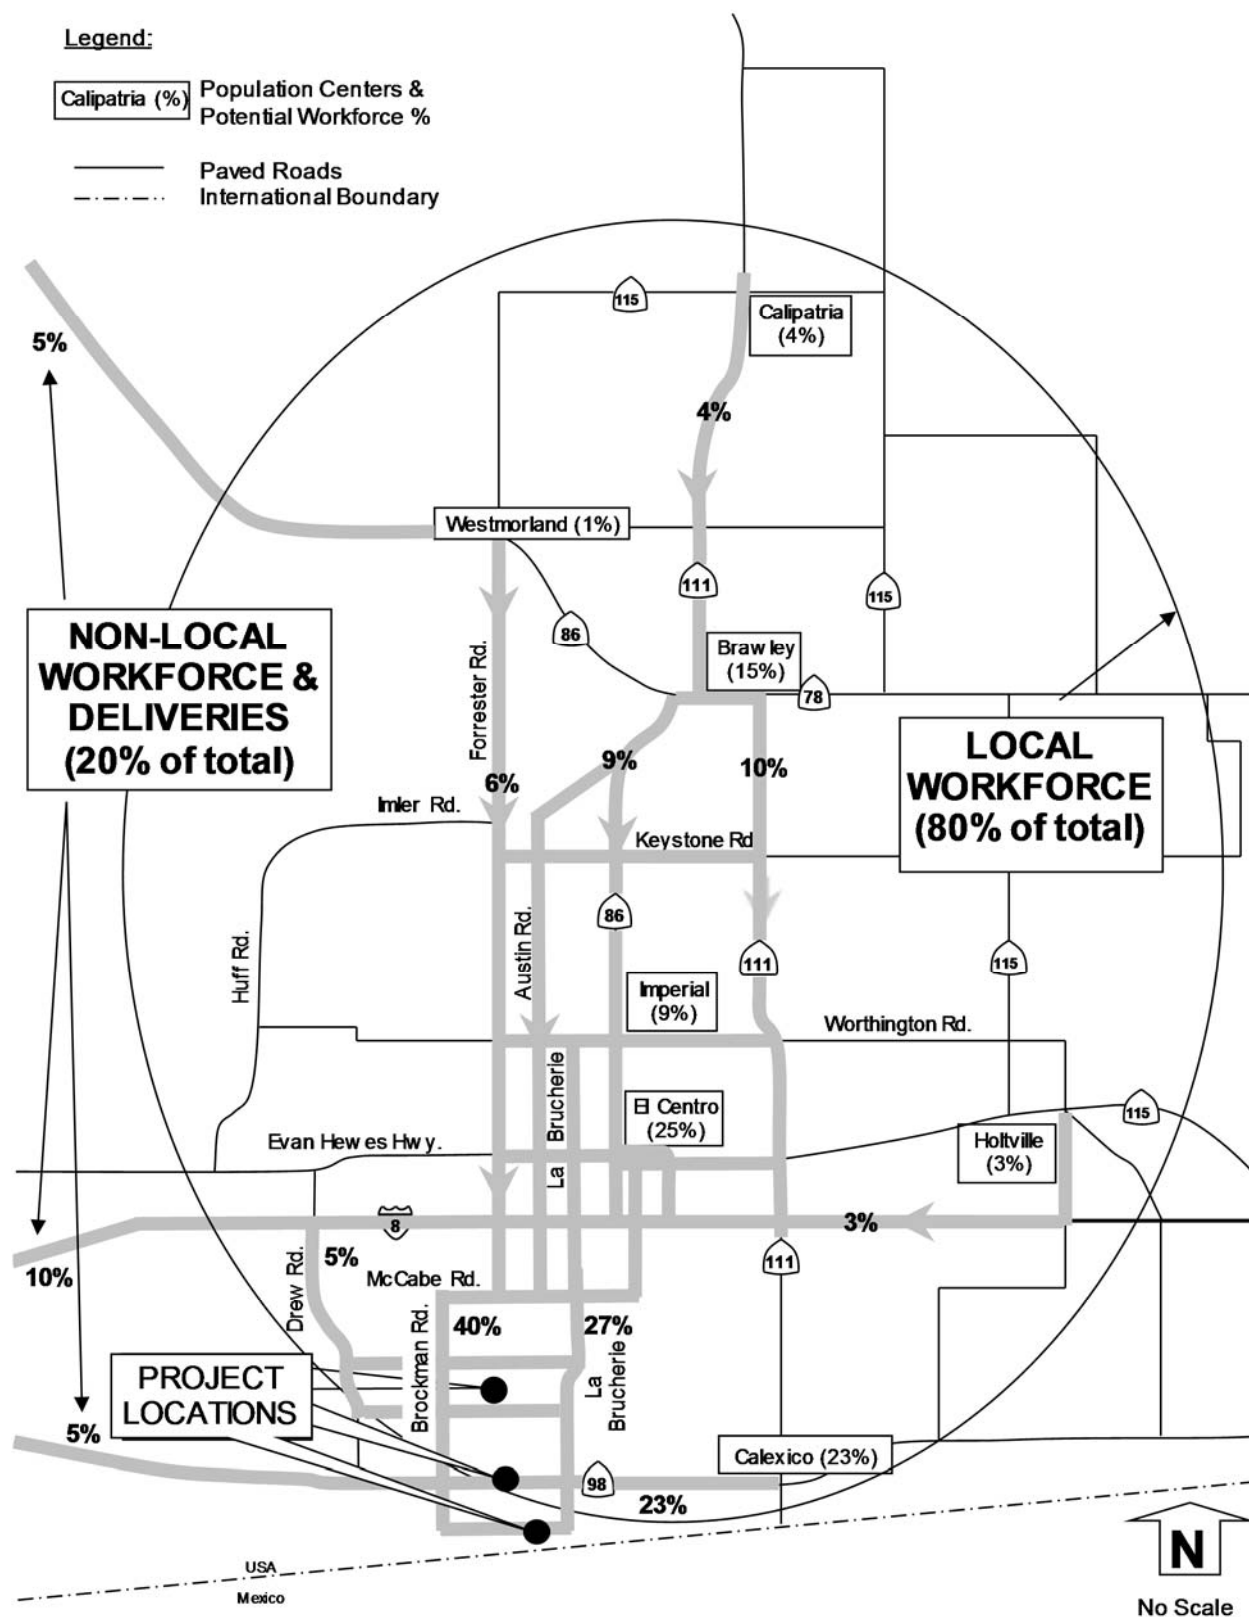 Legend:
Calipatria (%)
Population Centers &
Potential Workforce %
Paved Roads
International Boundary
115
Calipatria
(4%)
5%
4%
Westmorland (1%)
111
115
86
NON-LOCAL
WORKFORCE &
DELIVERIES
(20% of total)
Forrester Rd.
Brawley
(15%)
78
LOCAL
WORKFORCE
(80% of total)
9%
10%
6%
Imler Rd.
Keystone Rd
86
Huff Rd.
Austin Rd.
111
115
Imperial
(9%)
Worthington Rd.
La Brucherie
El Centro
(25%)
115
Evan Hewes Hwy.
Holtville
(3%)
8
3%
10%
5%
Drew Rd.
McCabe Rd.
111
40%
27%
Brockman Rd.
La
Brucherie
PROJECT
LOCATIONS
5%
Calexico (23%)
98
23%
USA
Mexico
N
No Scale